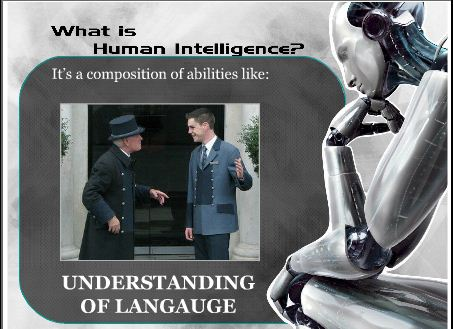 What is
Human Intelligence?
It's a composition of abilities like:
UNDERSTANDING
OF LANGAUGE